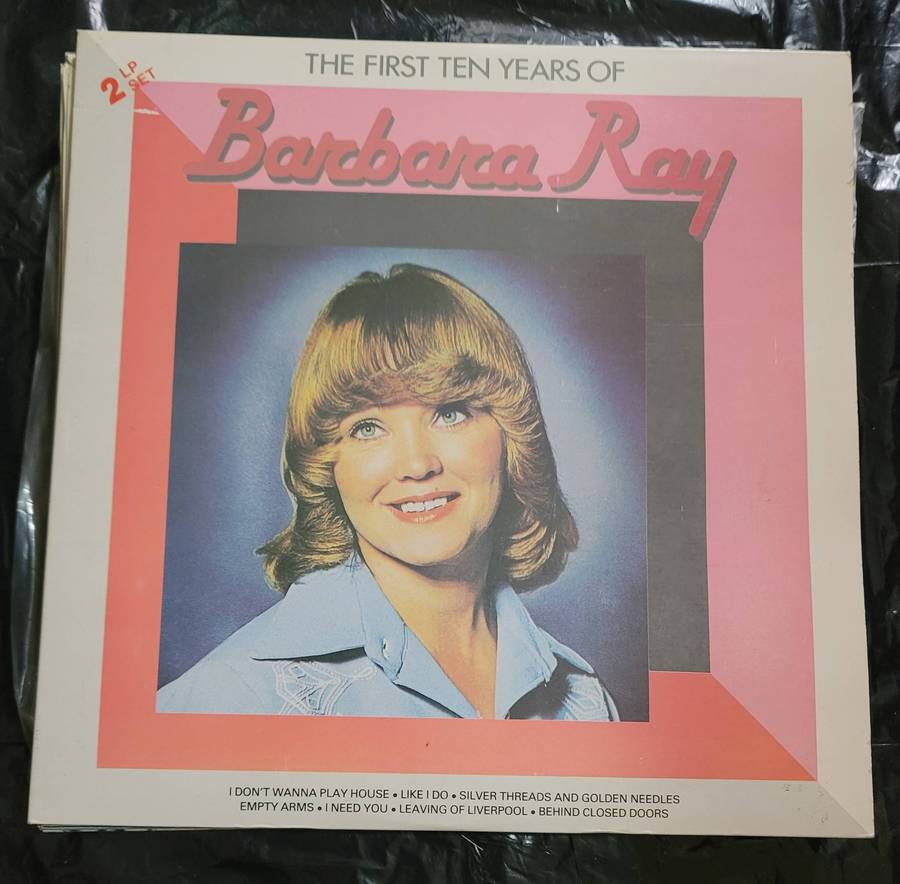 2 LP
SET
THE FIRST TEN YEARS OF
Barbara Ray
I DON'T WANNA PLAY HOUSE • LIKE I DO • SILVER THREADS AND GOLDEN NEEDLES
EMPTY ARMS • I NEED YOU • LEAVING OF LIVERPOOL • BEHIND CLOSED DOORS